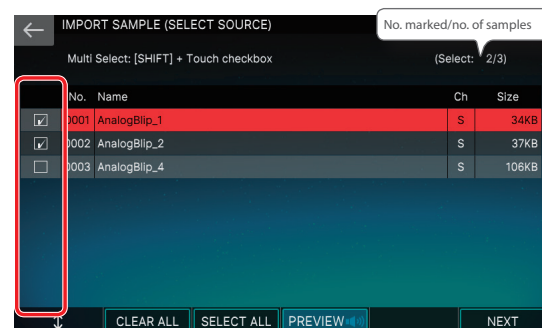 IMPORT SAMPLE (SELECT SOURCE)
No. marked/no. of samples
Multi Select: [SHIFT] + Touch checkbox (Select: 2/3)
No. Name Ch Size
0001 AnalogBlip_1 S 34KB
0002 AnalogBlip_2 S 37KB
0003 AnalogBlip_4 S 106KB
CLEAR ALL SELECT ALL PREVIEW NEXT